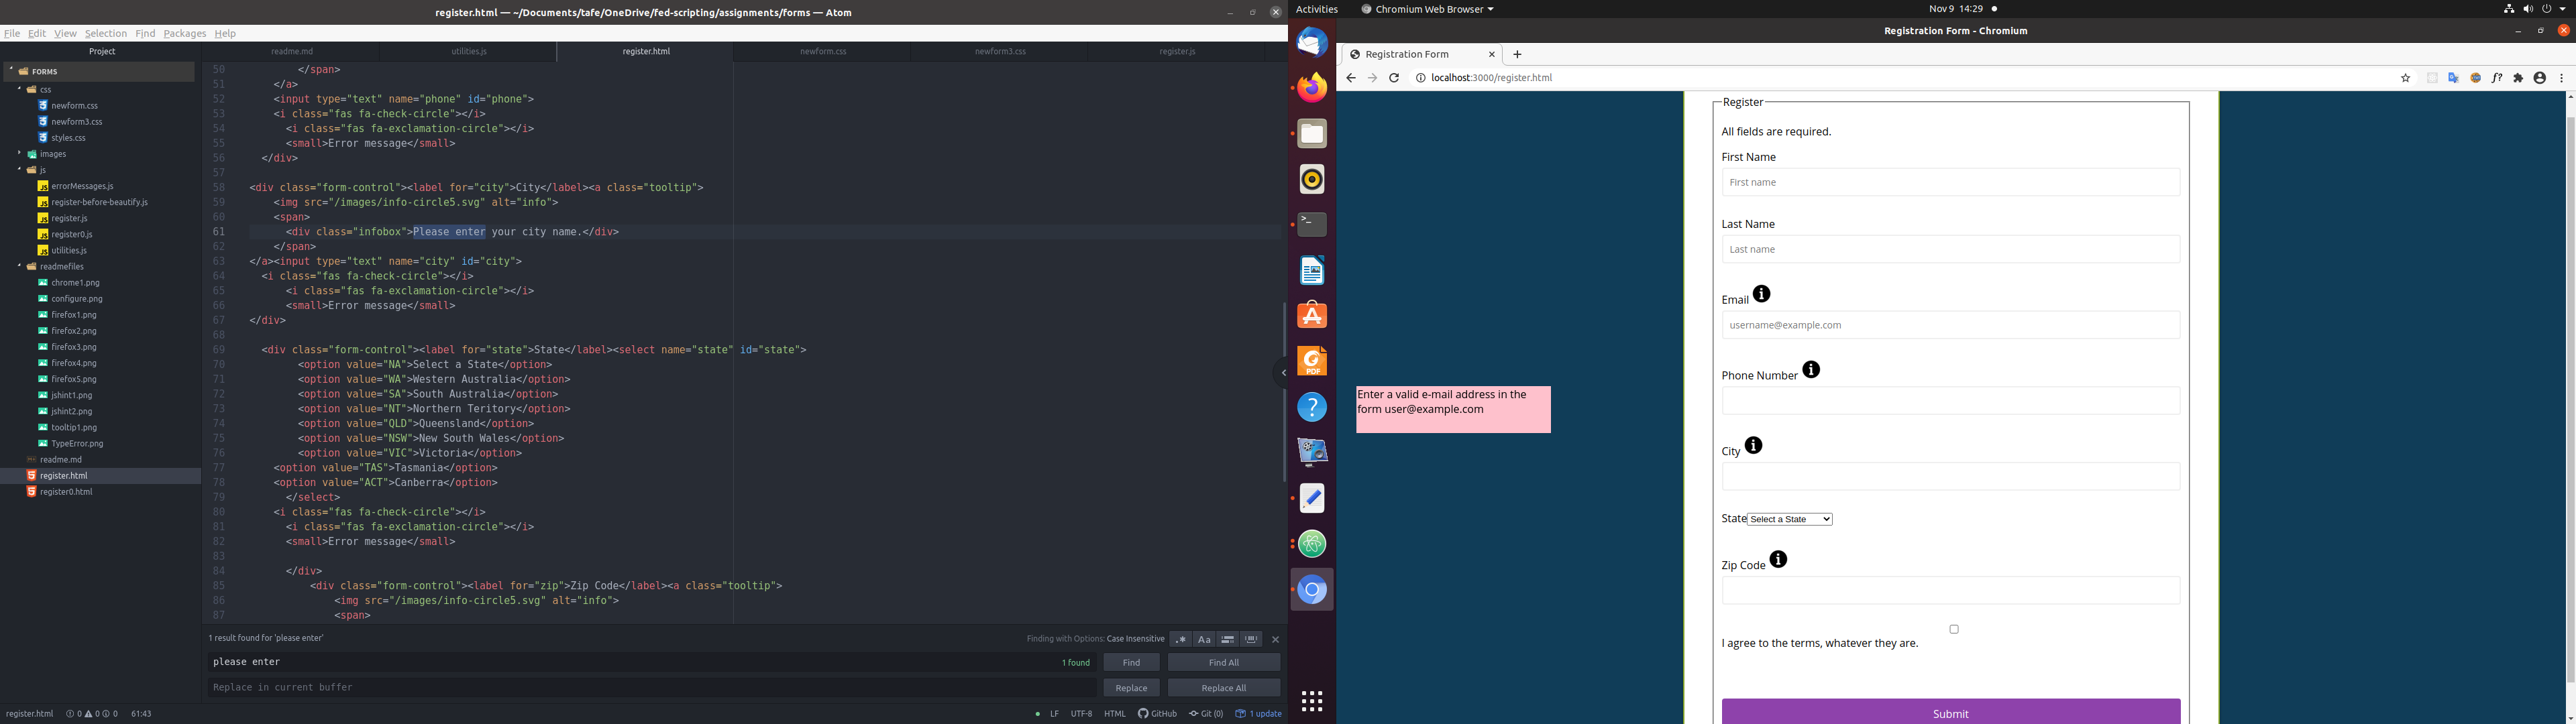 register.html — ~/Documents/tafe/OneDrive/fed-scripting/assignments/forms — Atom
File Edit View Selection Find Packages Help
Project
FORMS
css
newform.css
newform3.css
styles.css
images
js
errorMessages.js
register-before-beautify.js
register.js
register0.js
utilities.js
readmefiles
chrome1.png
configure.png
firefox1.png
firefox2.png
firefox3.png
firefox4.png
firefox5.png
jshint1.png
jshint2.png
tooltip1.png
TypeError.png
readme.md
register.html
register0.html
readme.md utilities.js register.html newform.css newform3.css register.js
50 </span>
51 </a>
52 <input type="text" name="phone" id="phone">
53 <i class="fas fa-check-circle"></i>
54 <i class="fas fa-exclamation-circle"></i>
55 <small>Error message</small>
56 </div>
57
58 <div class="form-control"><label for="city">City</label><a class="tooltip">
59 <img src="/images/info-circle5.svg" alt="info">
60 <span>
61 <div class="infobox">Please enter your city name.</div>
62 </span>
63 </a><input type="text" name="city" id="city">
64 <i class="fas fa-check-circle"></i>
65 <i class="fas fa-exclamation-circle"></i>
66 <small>Error message</small>
67 </div>
68
69 <div class="form-control"><label for="state">State</label><select name="state" id="state">
70 <option value="NA">Select a State</option>
71 <option value="WA">Western Australia</option>
72 <option value="SA">South Australia</option>
73 <option value="NT">Northern Teritory</option>
74 <option value="QLD">Queensland</option>
75 <option value="NSW">New South Wales</option>
76 <option value="VIC">Victoria</option>
77 <option value="TAS">Tasmania</option>
78 <option value="ACT">Canberra</option>
79 </select>
80 <i class="fas fa-check-circle"></i>
81 <i class="fas fa-exclamation-circle"></i>
82 <small>Error message</small>
83
84 </div>
85 <div class="form-control"><label for="zip">Zip Code</label><a class="tooltip">
86 <img src="/images/info-circle5.svg" alt="info">
87 <span>
1 result found for 'please enter'
Finding with Options: Case Insensitive
.* Aa
please enter 1 found Find Find All
Replace in current buffer Replace Replace All
register.html 0 0 0 61:43
LF UTF-8 HTML GitHub Git (0) 1 update
Activities Chromium Web Browser Nov 9 14:29
Registration Form - Chromium
Registration Form
localhost:3000/register.html
f?
PDF
?
>_
Register
All fields are required.
First Name
First name
Last Name
Last name
Email
username@example.com
Phone Number
Enter a valid e-mail address in the
form user@example.com
City
State Select a State
Zip Code
I agree to the terms, whatever they are.
Submit